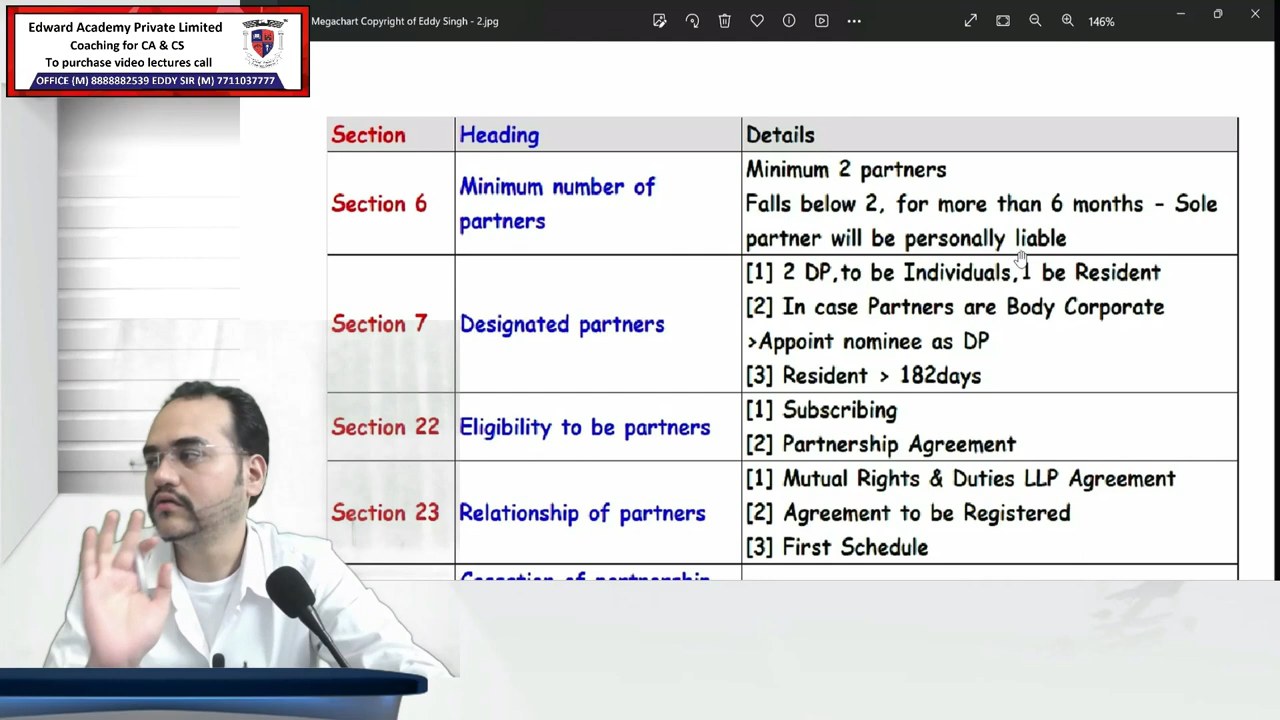 Edward Academy Private Limited
Coaching for CA & CS
To purchase video lectures call
OFFICE (M) 8888882539 EDDY SIR (M) 7711037777
Megachart Copyright of Eddy Singh - 2.jpg
146%
Section Heading Details
Section 6
Minimum number of
partners
Minimum 2 partners
Falls below 2, for more than 6 months - Sole
partner will be personally liable
Section 7
Designated partners
[1] 2 DP,to be Individuals,1 be Resident
[2] In case Partners are Body Corporate
>Appoint nominee as DP
[3] Resident > 182days
Section 22
Eligibility to be partners
[1] Subscribing
[2] Partnership Agreement
Section 23
Relationship of partners
[1] Mutual Rights & Duties LLP Agreement
[2] Agreement to be Registered
[3] First Schedule
Cessation of partnership